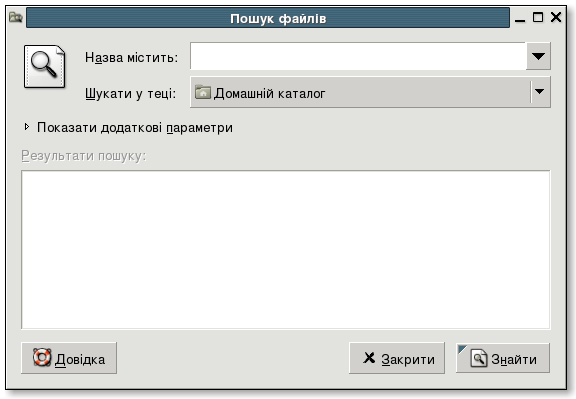 Пошук файлів
Назва містить:
Шукати у теці: Домашній каталог
Показати додаткові параметри
Результати пошуку:
Довідка Закрити Знайти